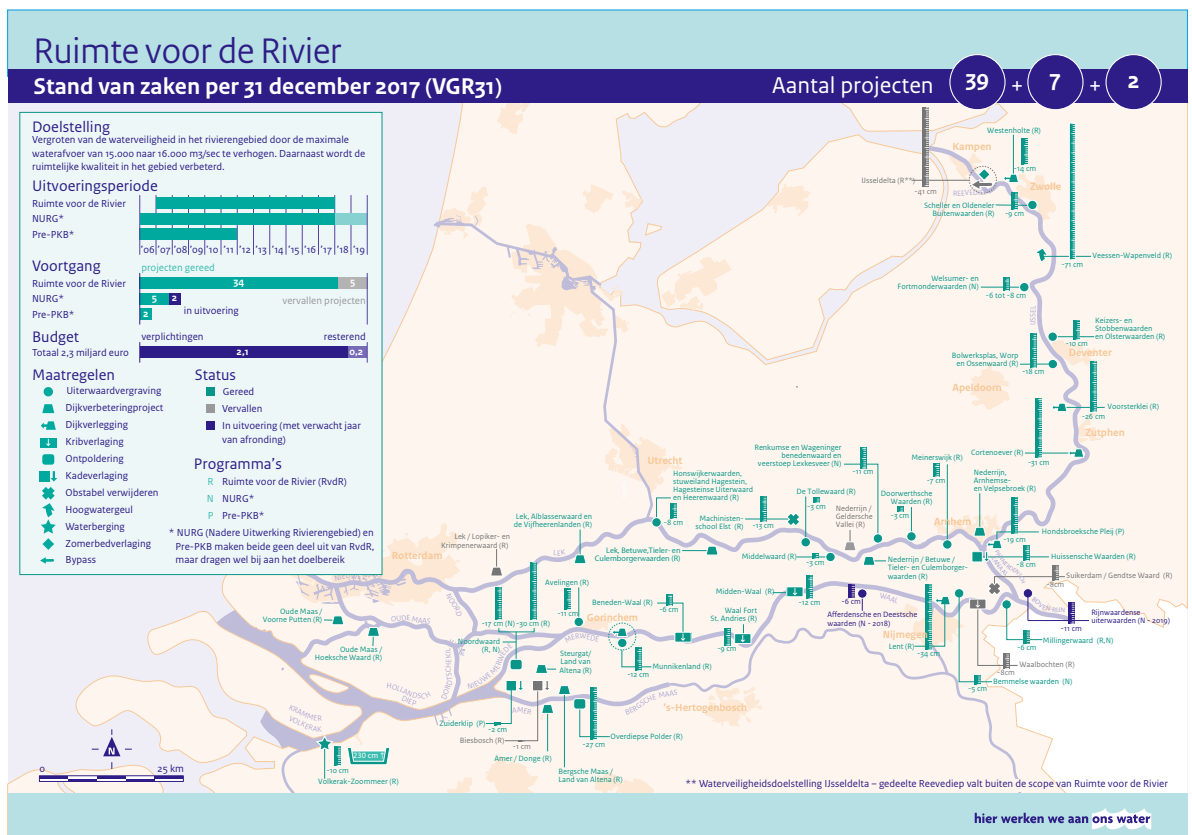 Ruimte voor de Rivier
Stand van zaken per 31 december 2017 (VGR31)
Aantal projecten
39 + 7 + 2
Doelstelling
Vergroten van de waterveiligheid in het rivierengebied door de maximale
waterafvoer van 15.000 naar 16.000 m3/sec te verhogen. Daarnaast wordt de
ruimtelijke kwaliteit in het gebied verbeterd.
Uitvoeringsperiode
Ruimte voor de Rivier
NURG*
Pre-PKB*
'06 '07 '08 '09 '10 '11 '12 '13 '14 '15 '16 '17 '18 '19
Voortgang
projecten gereed
Ruimte voor de Rivier
34
5
NURG*
5
2
vervallen projecten
in uitvoering
Pre-PKB*
2
Budget
verplichtingen
resterend
Totaal 2,3 miljard euro
2,1
0,2
Maatregelen
Uiterwaardvergraving
Dijkverbeteringproject
Dijkverlegging
Kribverlaging
Ontpoldering
Kadeverlaging
Obstabel verwijderen
Hoogwatergeul
Waterberging
Zomerbedverlaging
Bypass
Status
Gereed
Vervallen
In uitvoering (met verwacht jaar
van afronding)
Programma's
R Ruimte voor de Rivier (RvdR)
N NURG*
P Pre-PKB*
* NURG (Nadere Uitwerking Rivierengebied) en
Pre-PKB maken beide geen deel uit van RvdR,
maar dragen wel bij aan het doelbereik
Kampen
Westenholte (R)
-14 cm
IJsseldelta (R**)
-41 cm
REEVEDIEP
Zwolle
Scheller en Oldeneler
Buitenwaarden (R)
-9 cm
Veessen-Wapenveld (R)
-71 cm
Welsumer- en
Fortmonderwaarden (N)
-6 tot -8 cm
IJSSEL
Keizers- en
Stobbenwaarden
en Olsterwaarden (R)
-10 cm
Bolwerksplas, Worp
en Ossenwaard (R)
-18 cm
Deventer
Apeldoorn
Voorsterklei (R)
-26 cm
Zutphen
Cortenoever (R)
-31 cm
Utrecht
Honswijkerwaarden,
stuweiland Hagestein,
Hagesteinse Uiterwaard
en Heerenwaard (R)
-8 cm
Renkumse en Wageninger
benedenwaard en
veerstoep Lexkesveer (N)
-11 cm
Meinerswijk (R)
-7 cm
Nederrijn,
Arnhemse-
en Velpsebroek (R)
De Tollewaard (R)
-3 cm
Doorwerthsche
Waarden (R)
-3 cm
Machinisten-
school Elst (R)
-13 cm
Nederrijn /
Geldersche
Vallei (R)
Arnhem
Hondsbroeksche Pleij (P)
-19 cm
Huissensche Waarden (R)
-8 cm
Suikerdam / Gendtse Waard (R)
-8cm
Lek, Alblasserwaard en
de Vijfheerenlanden (R)
Lek / Lopiker- en
Krimpenerwaard (R)
Rotterdam
LEK
Lek, Betuwe,Tieler- en
Culemborgerwaarden (R)
Middelwaard (R)
-3 cm
Nederrijn / Betuwe /
Tieler- en Culemborger-
waarden (R)
Avelingen (R)
-11 cm
-17 cm (N)
-30 cm (R)
Noordwaard
(R, N)
Beneden-Waal (R)
-6 cm
Gorinchem
Midden-Waal (R)
-12 cm
Waal Fort
St. Andries (R)
-9 cm
-6 cm
Afferdensche en Deestsche
waarden (N - 2018)
WAAL
Nijmegen
Lent (R)
-34 cm
Rijnwaardense
uiterwaarden (N - 2019)
-11 cm
Millingerwaard (R,N)
-6 cm
Waalbochten (R)
-8cm
Bemmelse waarden (N)
-5 cm
Oude Maas /
Voorne Putten (R)
OUDE MAAS
NOORD
Oude Maas /
Hoeksche Waard (R)
MERWEDE
NIEUWE MERWEDE
Steurgat/
Land van
Altena (R)
Munnikenland (R)
-12 cm
HOLLANDSCH
DIEP
KRAMMER
VOLKERAK
AMER
BERGSCHE MAAS
's-Hertogenbosch
Zuiderklip (P)
-2 cm
Biesbosch (R)
-1 cm
Amer / Donge (R)
Bergsche Maas /
Land van Altena (R)
Overdiepse Polder (R)
-27 cm
-10 cm
230 cm
Volkerak-Zoommeer (R)
N
0
25 km
** Waterveiligheidsdoelstelling IJsseldelta – gedeelte Reevediep valt buiten de scope van Ruimte voor de Rivier
hier werken we aan ons water